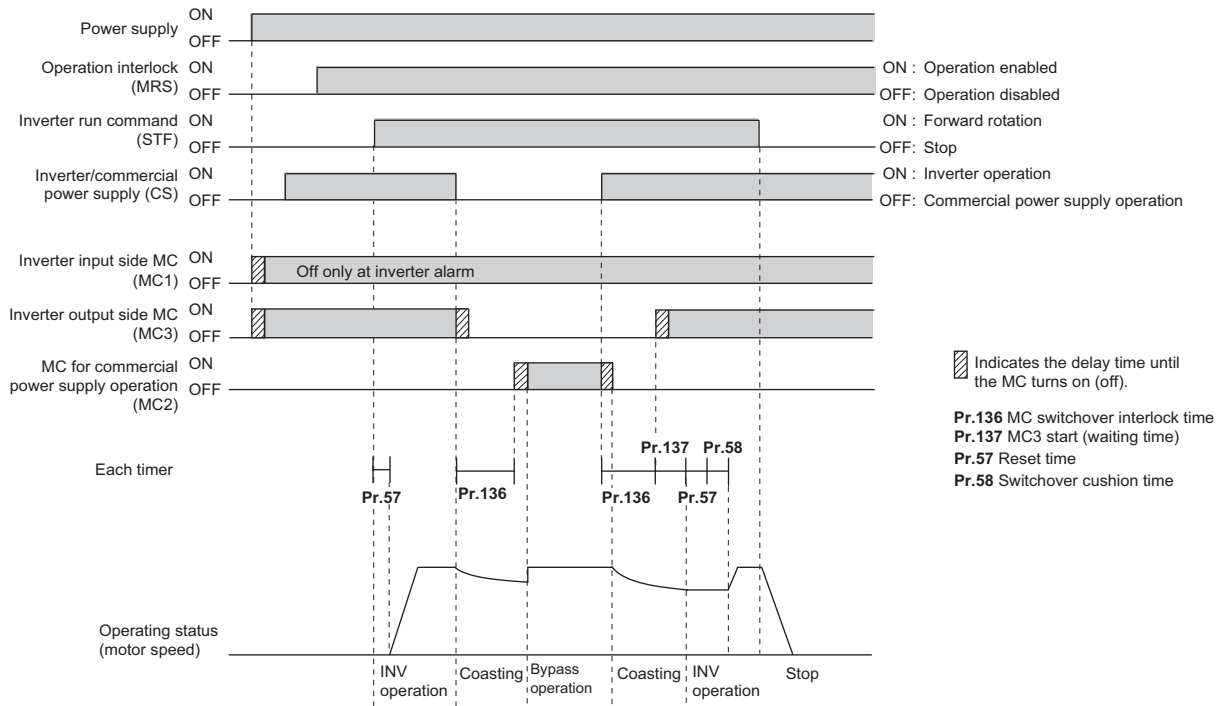 Power supply
ON
OFF
Operation interlock
(MRS)
ON
OFF
ON : Operation enabled
OFF: Operation disabled
Inverter run command
(STF)
ON
OFF
ON : Forward rotation
OFF: Stop
Inverter/commercial
power supply (CS)
ON
OFF
ON : Inverter operation
OFF: Commercial power supply operation
Inverter input side MC
(MC1)
ON
OFF
Off only at inverter alarm
Inverter output side MC
(MC3)
ON
OFF
MC for commercial
power supply operation
(MC2)
ON
OFF
Indicates the delay time until
the MC turns on (off).
Pr.136 MC switchover interlock time
Pr.137 MC3 start (waiting time)
Pr.57 Reset time
Pr.58 Switchover cushion time
Each timer
Pr.57
Pr.136
Pr.137
Pr.58
Pr.136
Pr.57
Operating status
(motor speed)
INV
operation
Coasting
Bypass
operation
Coasting
INV
operation
Stop